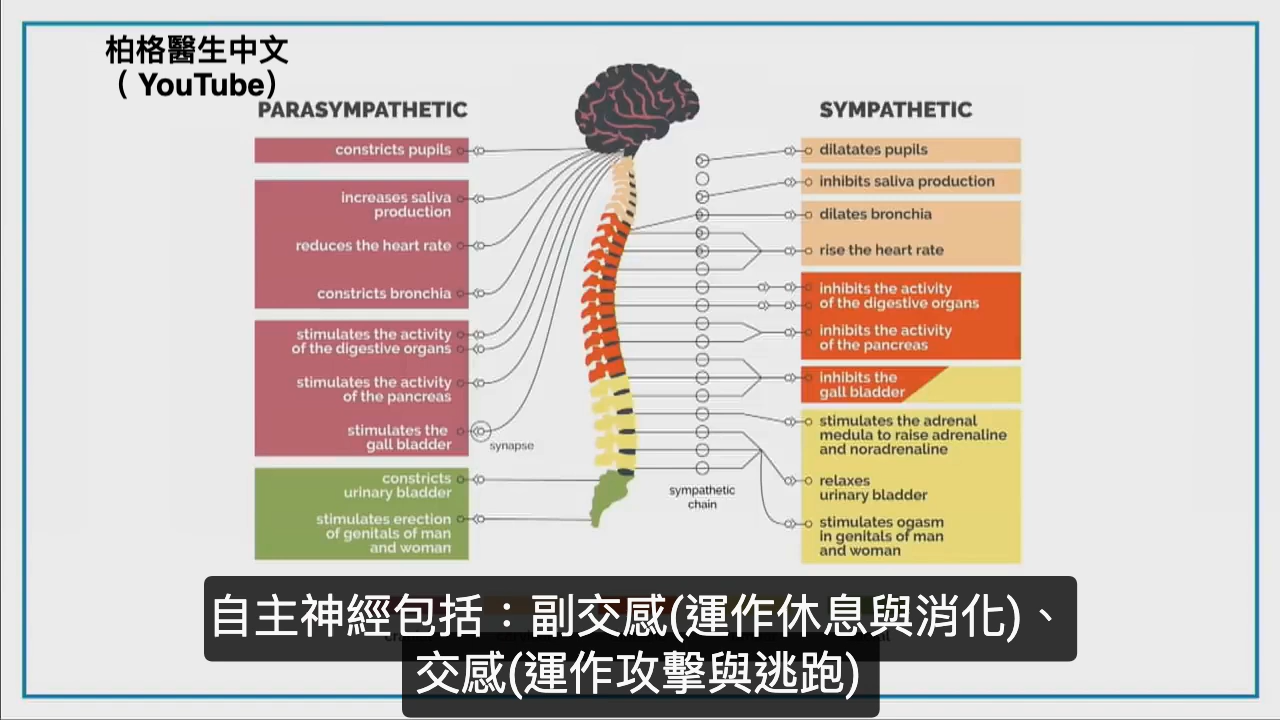 柏格醫生中文
（ YouTube）
PARASYMPATHETIC
constricts pupils
increases saliva
production
reduces the heart rate
constricts bronchia
stimulates the activity
of the digestive organs
stimulates the activity
of the pancreas
stimulates the
gall bladder
synapse
constricts
urinary bladder
stimulates erection
of genitals of man
and woman
sympathetic
chain
SYMPATHETIC
dilatates pupils
inhibits saliva production
dilates bronchia
rise the heart rate
inhibits the activity
of the digestive organs
inhibits the activity
of the pancreas
inhibits the
gall bladder
stimulates the adrenal
medula to raise adrenaline
and noradrenaline
relaxes
urinary bladder
stimulates ogasm
in genitals of man
and woman
自主神經包括：副交感(運作休息與消化)、
交感(運作攻擊與逃跑)